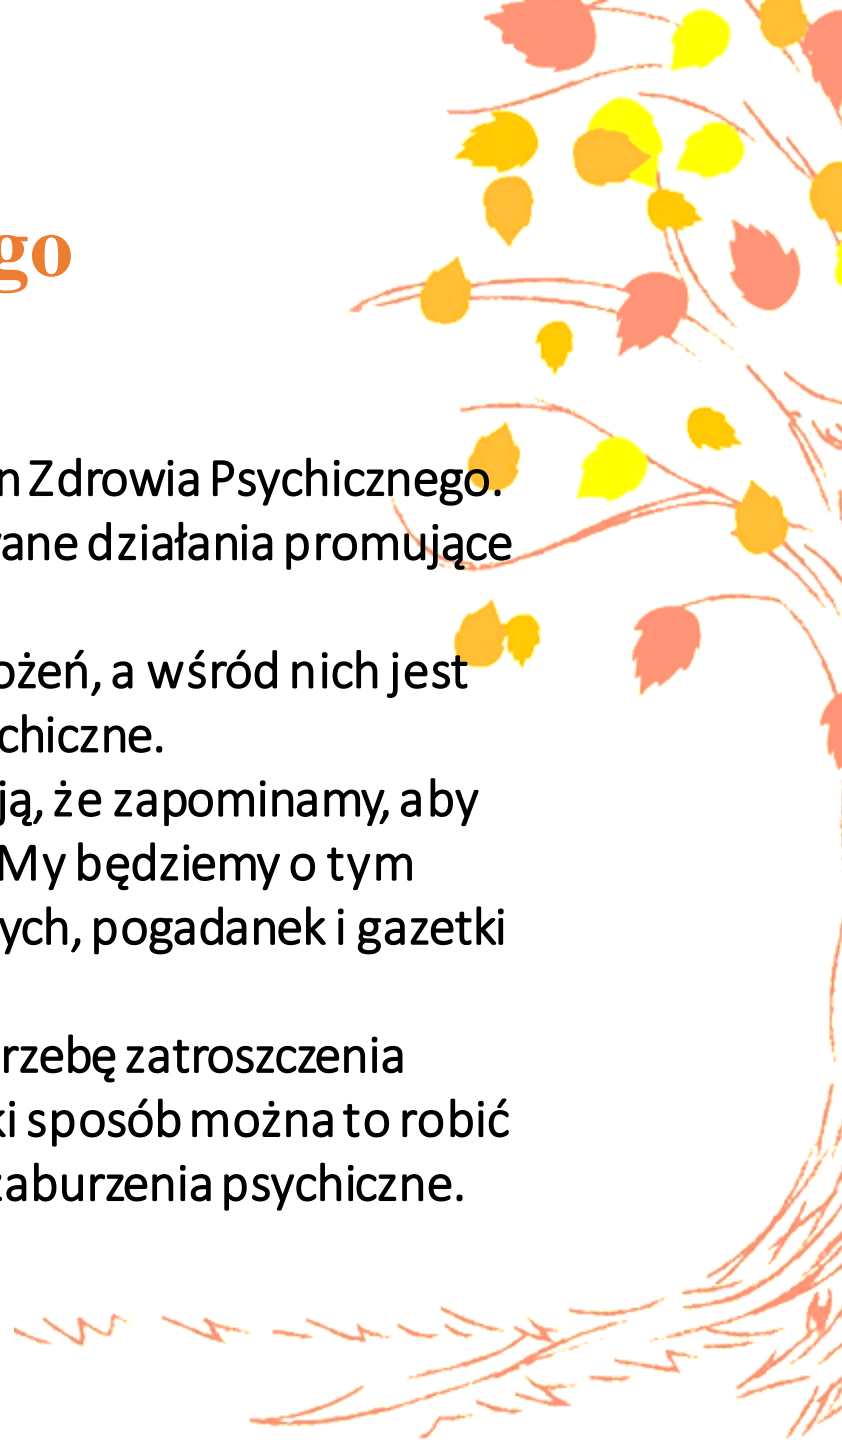 go
n Zdrowia Psychicznego.
ane działania promujące
ożeń, a wśród nich jest
chiczne.
ją, że zapominamy, aby
My będziemy o tym
ych, pogadanek i gazetki
rzebę zatroszczenia
ki sposób można to robić
zaburzenia psychiczne.